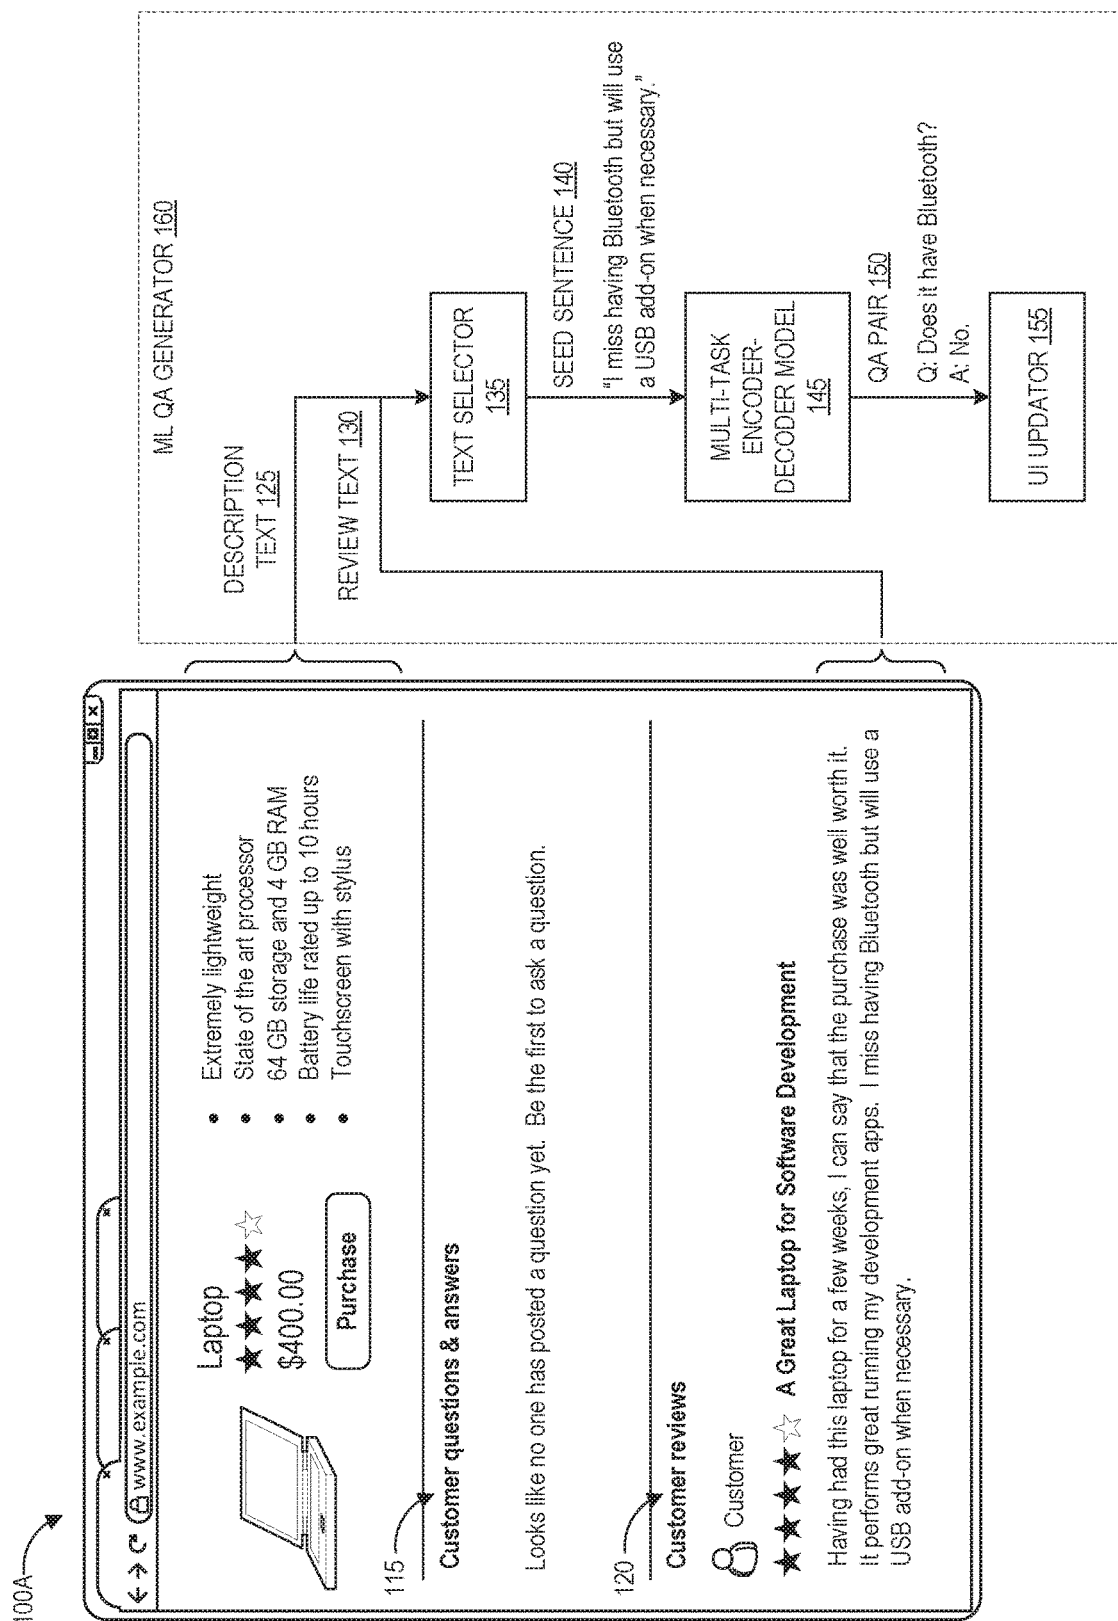 100A
www.example.com
Laptop
$400.00
Purchase
• Extremely lightweight
• State of the art processor
• 64 GB storage and 4 GB RAM
• Battery life rated up to 10 hours
• Touchscreen with stylus
115
Customer questions & answers
Looks like no one has posted a question yet. Be the first to ask a question.
120
Customer reviews
Customer
A Great Laptop for Software Development
Having had this laptop for a few weeks, I can say that the purchase was well worth it.
It performs great running my development apps. I miss having Bluetooth but will use a
USB add-on when necessary.
ML QA GENERATOR 160
DESCRIPTION
TEXT 125
REVIEW TEXT 130
TEXT SELECTOR
135
SEED SENTENCE 140
"I miss having Bluetooth but will use
a USB add-on when necessary."
MULTI-TASK
ENCODER-
DECODER MODEL
145
QA PAIR 150
Q: Does it have Bluetooth?
A: No.
UI UPDATOR 155